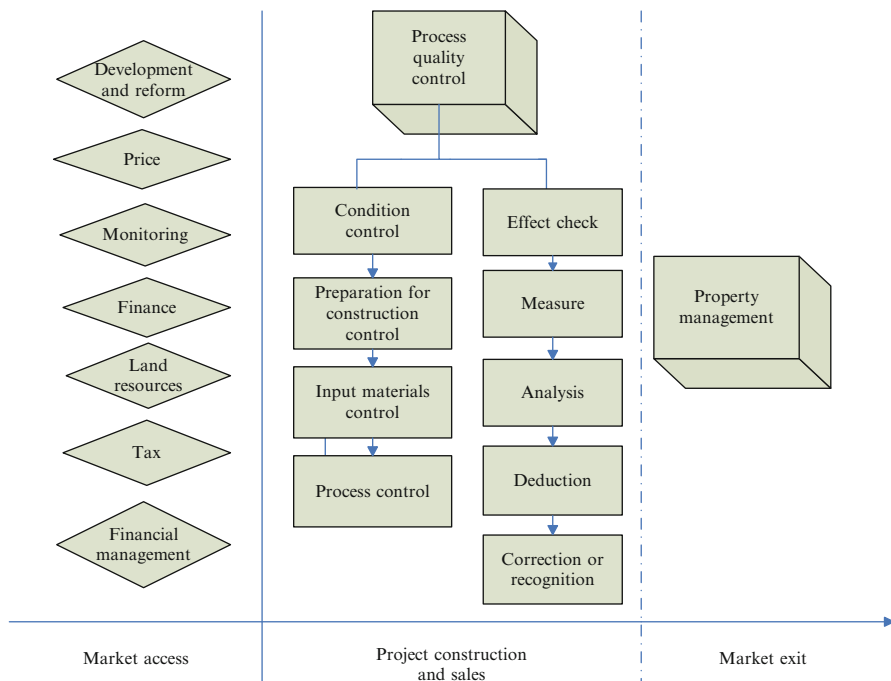 Development
and reform
Price
Monitoring
Finance
Land
resources
Tax
Financial
management
Process
quality
control
Condition
control
Preparation for
construction
control
Input materials
control
Process control
Effect check
Measure
Analysis
Deduction
Correction or
recognition
Property
management
Market access
Project construction
and sales
Market exit